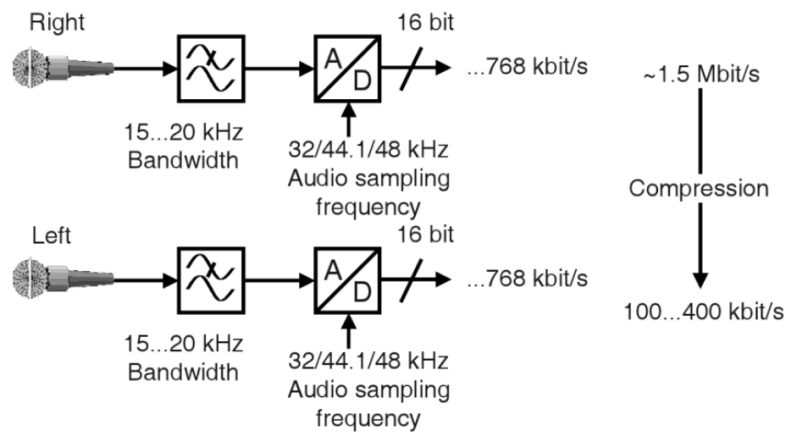 Right
16 bit
A
D
...768 kbit/s
~1.5 Mbit/s
15...20 kHz
Bandwidth
32/44.1/48 kHz
Audio sampling
frequency
Compression
Left
16 bit
A
D
...768 kbit/s
100...400 kbit/s
15...20 kHz
Bandwidth
32/44.1/48 kHz
Audio sampling
frequency